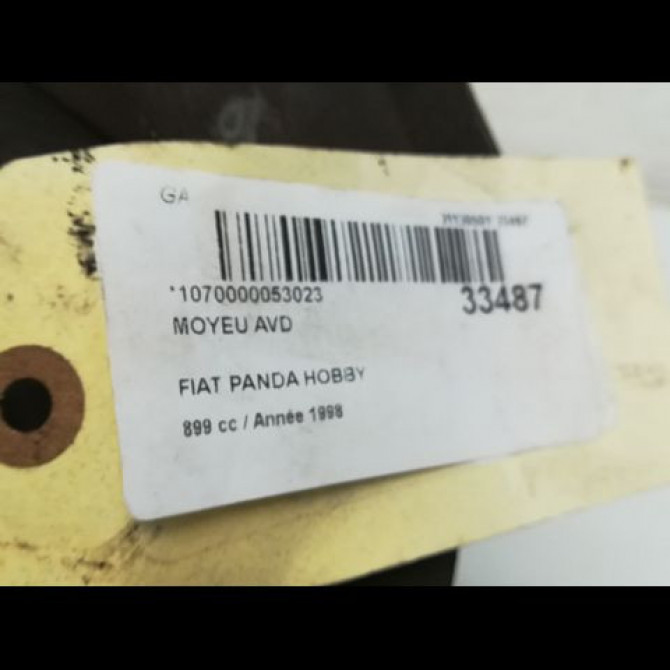 GA
*1070000053023
33487
MOYEU AVD
FIAT PANDA HOBBY
899 cc / Année 1998